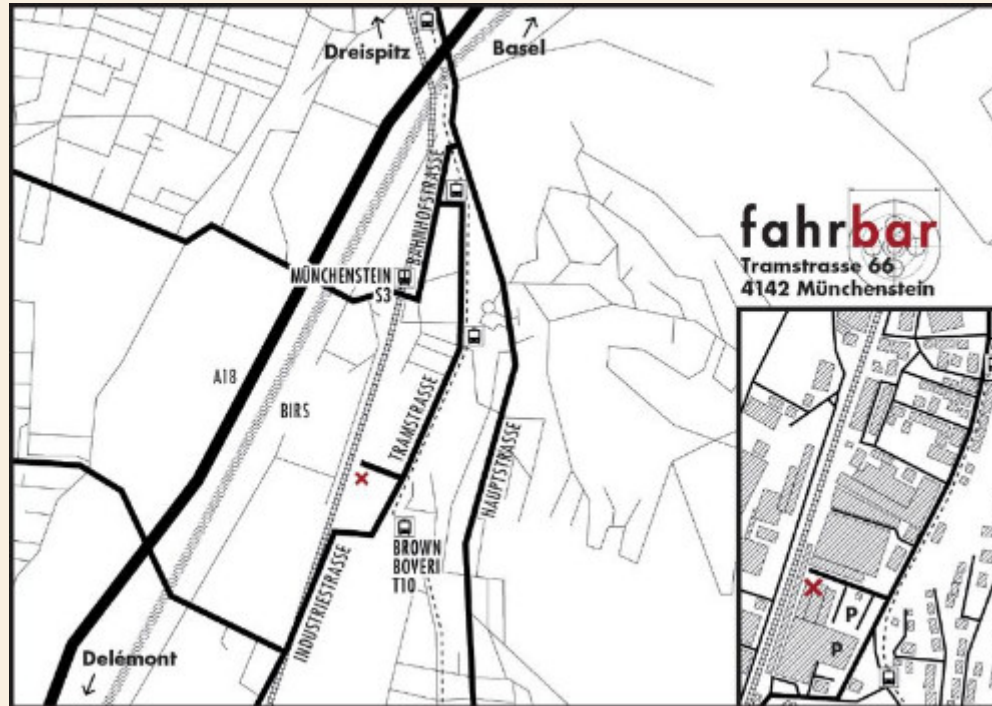 Dreispitz
Basel
BAHNHOFSTRASSE
MÜNCHENSTEIN
S3
fahrbar
Tramstrasse 66
4142 Münchenstein
A18
BIRS
TRAMSTRASSE
HAUPTSTRASSE
BROWN
BOVERI
T10
INDUSTRIESTRASSE
Delémont
P
P